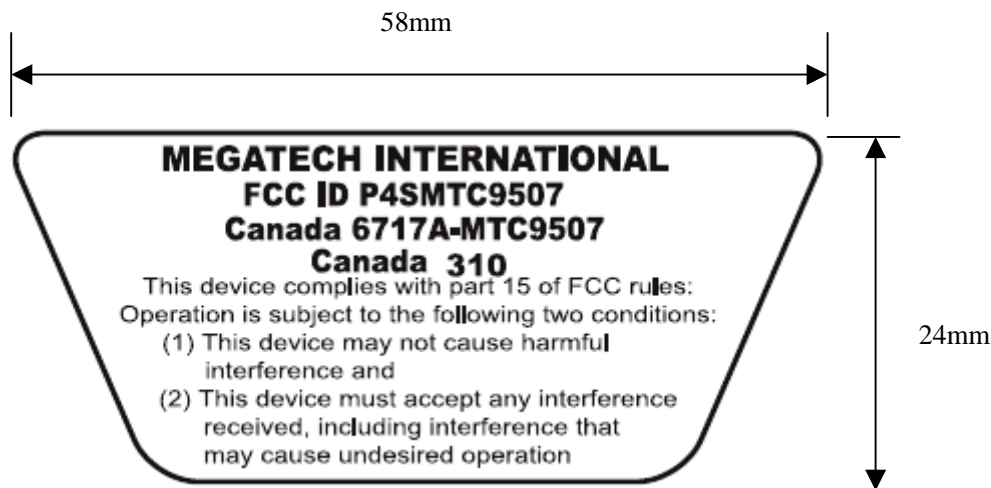 58mm
MEGATECH INTERNATIONAL
FCC ID P4SMTC9507
Canada 6717A-MTC9507
Canada 310
This device complies with part 15 of FCC rules:
Operation is subject to the following two conditions:
(1) This device may not cause harmful
interference and
(2) This device must accept any interference
received, including interference that
may cause undesired operation
24mm